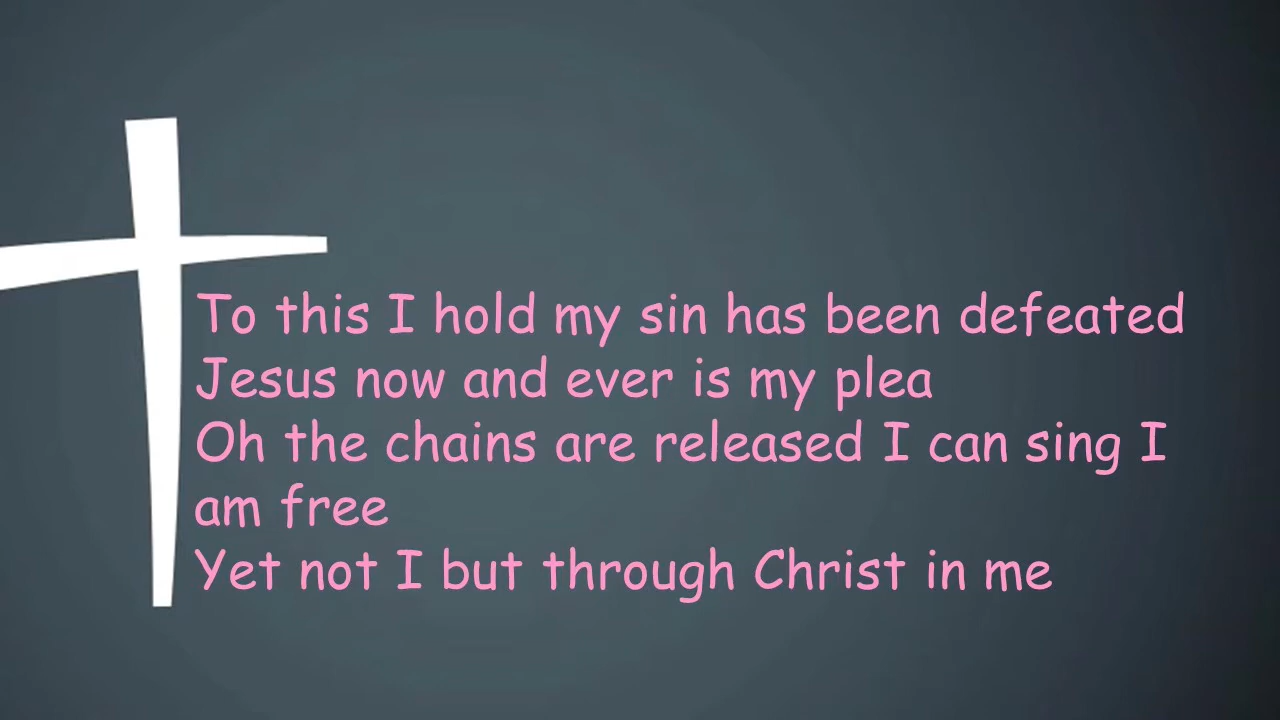 To this I hold my sin has been defeated
Jesus now and ever is my plea
Oh the chains are released I can sing I
am free
Yet not I but through Christ in me